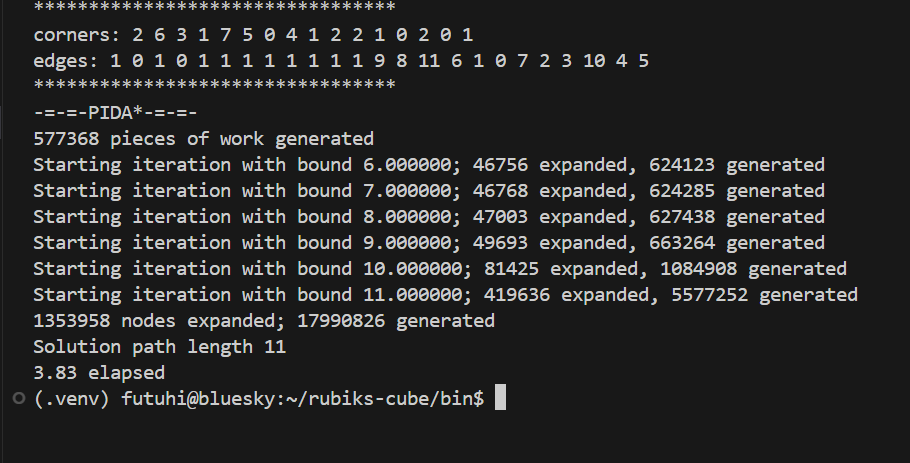 *********************************
corners: 2 6 3 1 7 5 0 4 1 2 2 1 0 2 0 1
edges: 1 0 1 0 1 1 1 1 1 1 1 1 9 8 11 6 1 0 7 2 3 10 4 5
*********************************
-=-=-PIDA*-=-=-
577368 pieces of work generated
Starting iteration with bound 6.000000; 46756 expanded, 624123 generated
Starting iteration with bound 7.000000; 46768 expanded, 624285 generated
Starting iteration with bound 8.000000; 47003 expanded, 627438 generated
Starting iteration with bound 9.000000; 49693 expanded, 663264 generated
Starting iteration with bound 10.000000; 81425 expanded, 1084908 generated
Starting iteration with bound 11.000000; 419636 expanded, 5577252 generated
1353958 nodes expanded; 17990826 generated
Solution path length 11
3.83 elapsed
(.venv) futuhi@bluesky:~/rubiks-cube/bin$